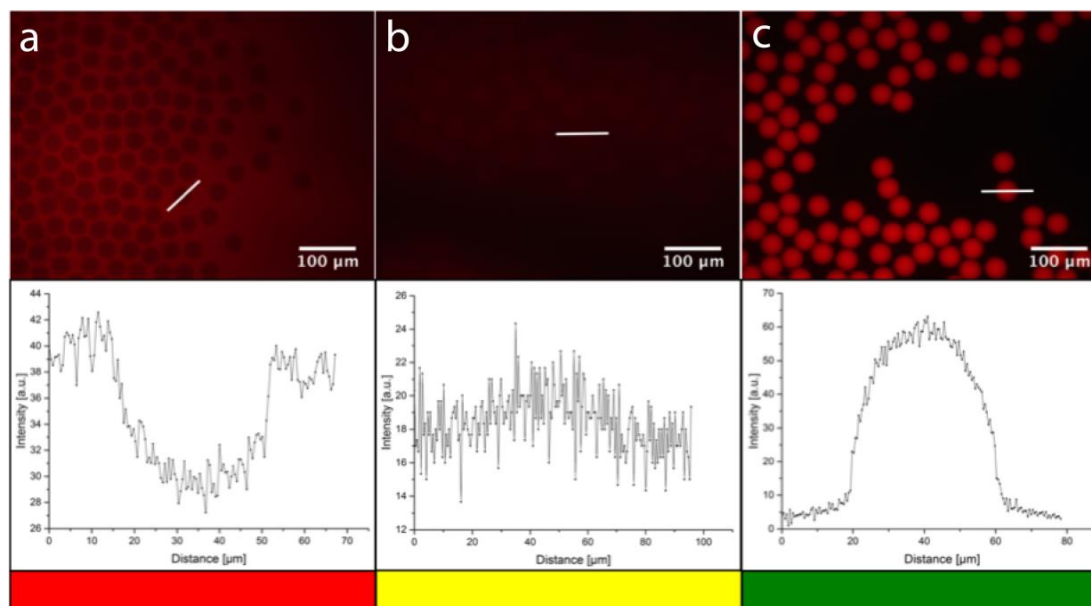 a
b
c
100 µm
100 µm
100 µm
44
42
40
38
36
34
32
30
28
26
Intensity [a.u.]
0 10 20 30 40 50 60 70
Distance [µm]
26
24
22
20
18
16
14
12
Intensity [a.u.]
0 20 40 60 80 100
Distance [µm]
70
60
50
40
30
20
10
0
Intensity [a.u.]
0 20 40 60 80
Distance [µm]